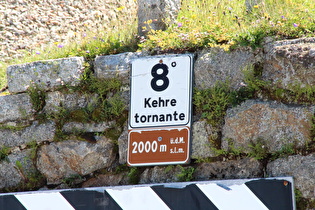 8°
Kehre
tornante
2000 m ü.d.M.
s.l.m.